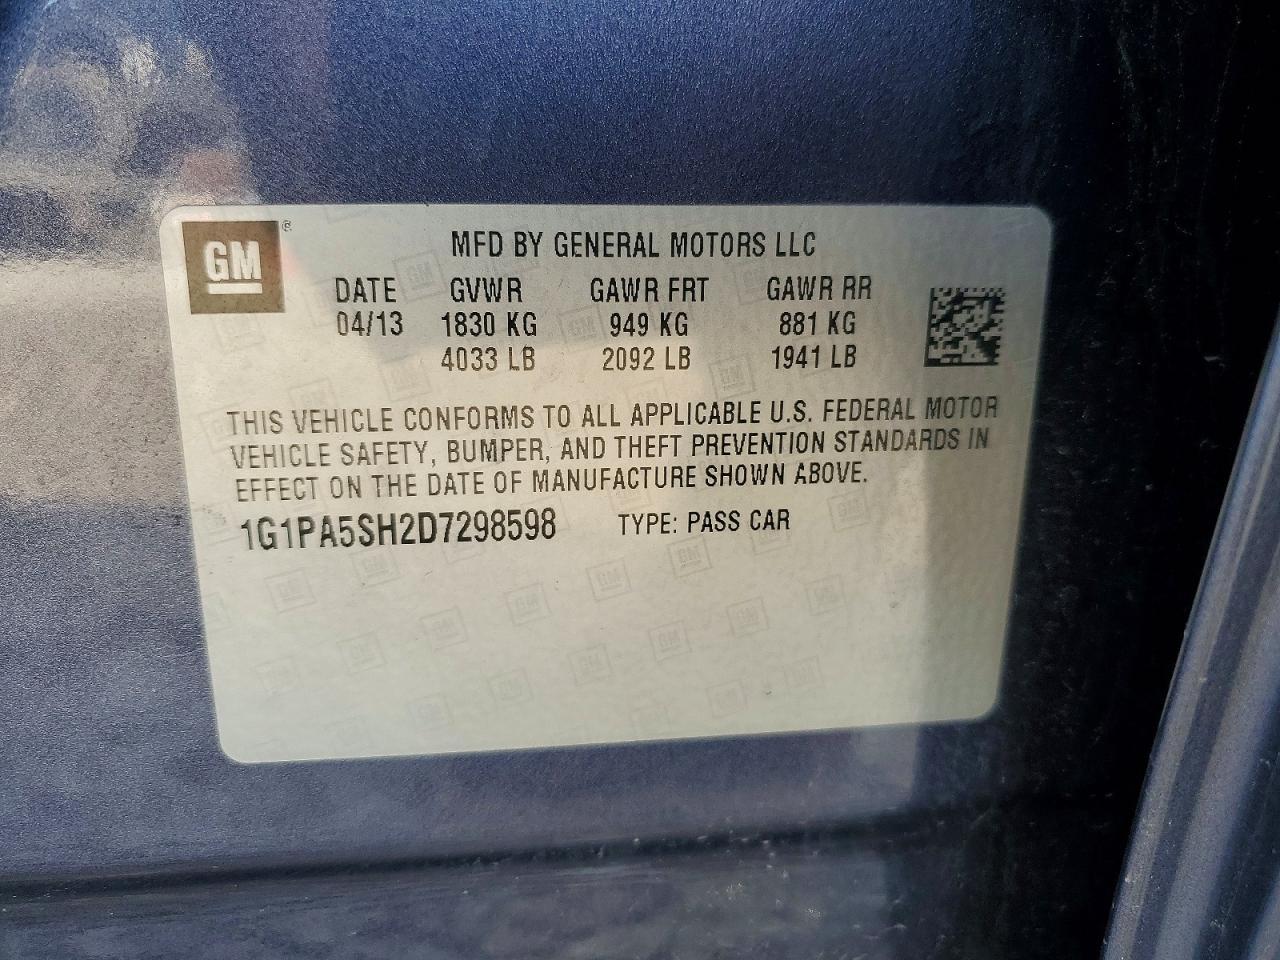 GM ®
MFD BY GENERAL MOTORS LLC
DATE GVWR GAWR FRT GAWR RR
04/13 1830 KG 949 KG 881 KG
4033 LB 2092 LB 1941 LB
THIS VEHICLE CONFORMS TO ALL APPLICABLE U.S. FEDERAL MOTOR
VEHICLE SAFETY, BUMPER, AND THEFT PREVENTION STANDARDS IN
EFFECT ON THE DATE OF MANUFACTURE SHOWN ABOVE.
1G1PA5SH2D7298598 TYPE: PASS CAR